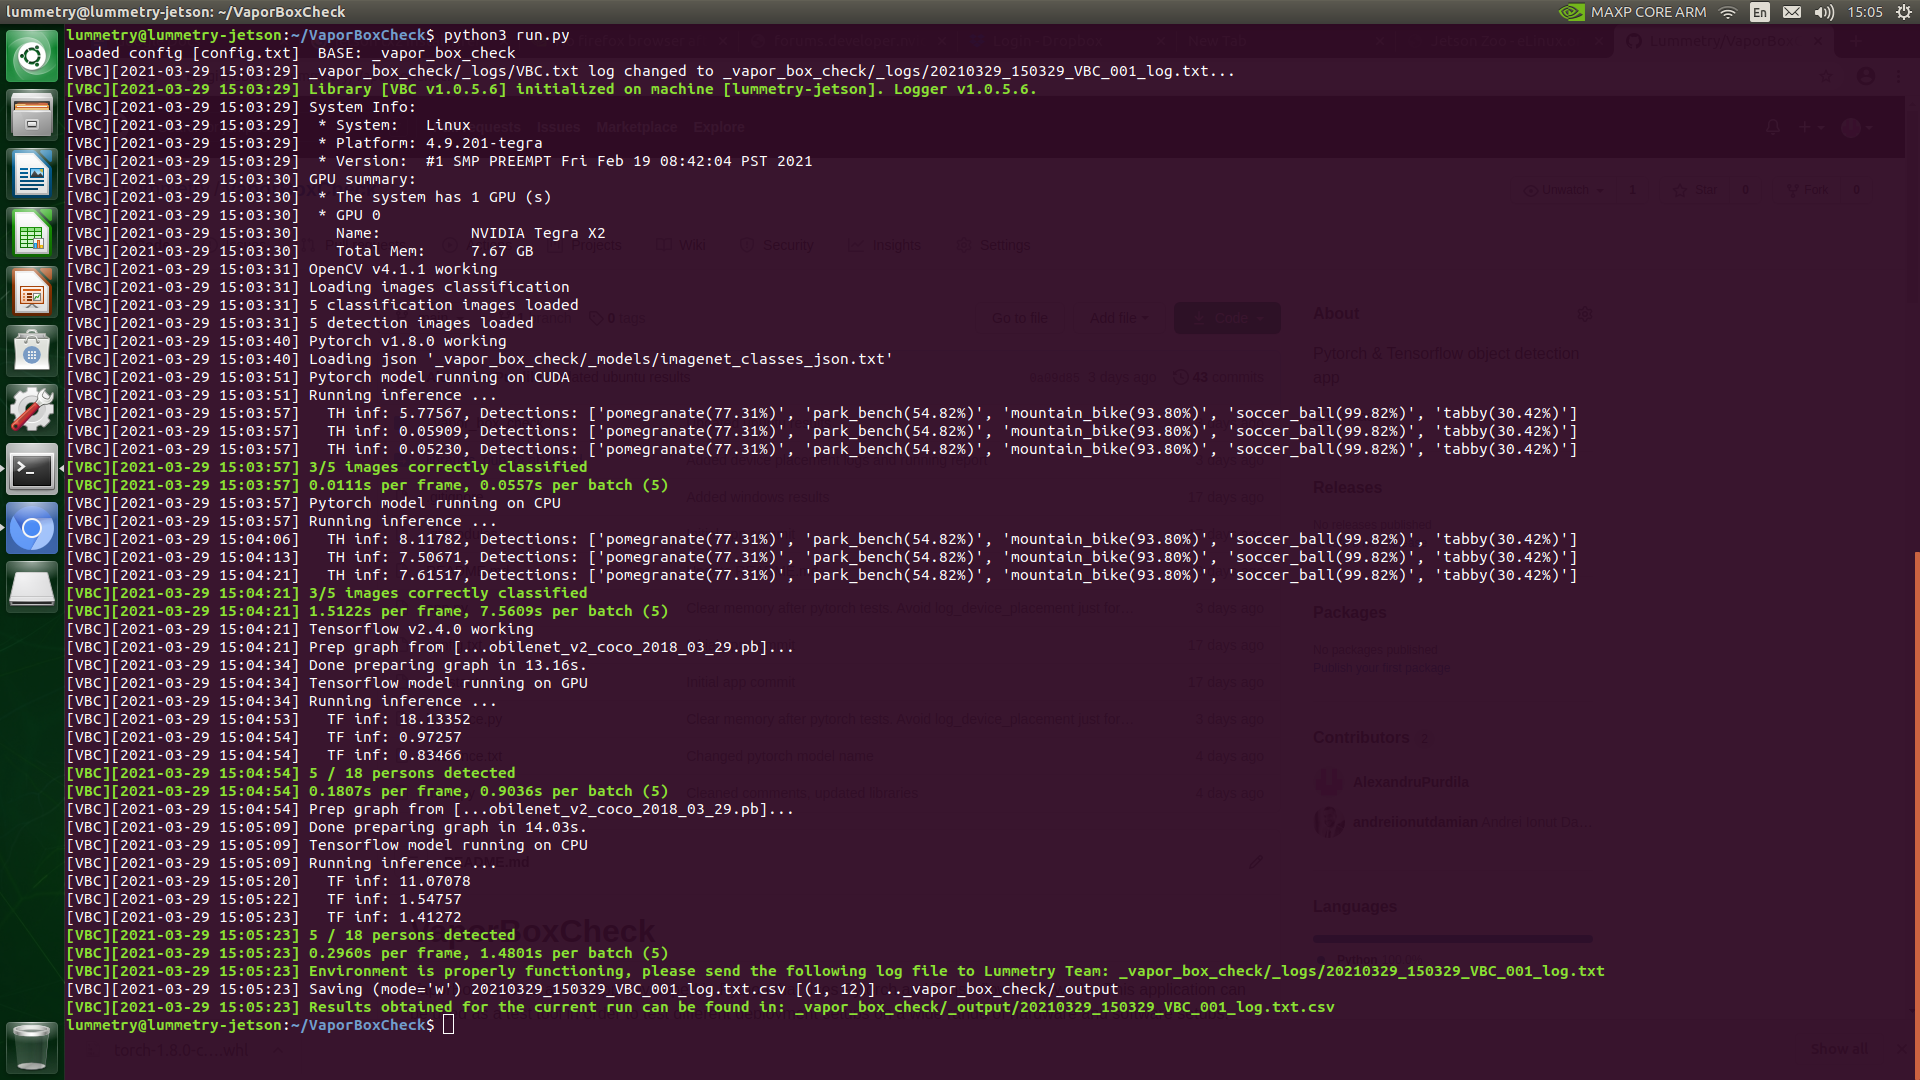 lummetry@lummetry-jetson: ~/VaporBoxCheck
MAXP CORE ARM En 15:05
lummetry@lummetry-jetson:~/VaporBoxCheck$ python3 run.py
Loaded config [config.txt]  BASE: _vapor_box_check
[VBC][2021-03-29 15:03:29] _vapor_box_check/_logs/VBC.txt log changed to _vapor_box_check/_logs/20210329_150329_VBC_001_log.txt...
[VBC][2021-03-29 15:03:29] Library [VBC v1.0.5.6] initialized on machine [lummetry-jetson]. Logger v1.0.5.6.
[VBC][2021-03-29 15:03:29] System Info:
[VBC][2021-03-29 15:03:29]  * System:   Linux
[VBC][2021-03-29 15:03:29]  * Platform: 4.9.201-tegra
[VBC][2021-03-29 15:03:29]  * Version:  #1 SMP PREEMPT Fri Feb 19 08:42:04 PST 2021
[VBC][2021-03-29 15:03:30] GPU summary:
[VBC][2021-03-29 15:03:30]  * The system has 1 GPU (s)
[VBC][2021-03-29 15:03:30]  * GPU 0
[VBC][2021-03-29 15:03:30]    Name:          NVIDIA Tegra X2
[VBC][2021-03-29 15:03:30]    Total Mem:     7.67 GB
[VBC][2021-03-29 15:03:31] OpenCV v4.1.1 working
[VBC][2021-03-29 15:03:31] Loading images classification
[VBC][2021-03-29 15:03:31] 5 classification images loaded
[VBC][2021-03-29 15:03:31] 5 detection images loaded
[VBC][2021-03-29 15:03:40] Pytorch v1.8.0 working
[VBC][2021-03-29 15:03:40] Loading json '_vapor_box_check/_models/imagenet_classes_json.txt'
[VBC][2021-03-29 15:03:51] Pytorch model running on CUDA
[VBC][2021-03-29 15:03:51] Running inference ...
[VBC][2021-03-29 15:03:57]   TH inf: 5.77567, Detections: ['pomegranate(77.31%)', 'park_bench(54.82%)', 'mountain_bike(93.80%)', 'soccer_ball(99.82%)', 'tabby(30.42%)']
[VBC][2021-03-29 15:03:57]   TH inf: 0.05909, Detections: ['pomegranate(77.31%)', 'park_bench(54.82%)', 'mountain_bike(93.80%)', 'soccer_ball(99.82%)', 'tabby(30.42%)']
[VBC][2021-03-29 15:03:57]   TH inf: 0.05230, Detections: ['pomegranate(77.31%)', 'park_bench(54.82%)', 'mountain_bike(93.80%)', 'soccer_ball(99.82%)', 'tabby(30.42%)']
[VBC][2021-03-29 15:03:57] 3/5 images correctly classified
[VBC][2021-03-29 15:03:57] 0.0111s per frame, 0.0557s per batch (5)
[VBC][2021-03-29 15:03:57] Pytorch model running on CPU
[VBC][2021-03-29 15:03:57] Running inference ...
[VBC][2021-03-29 15:04:06]   TH inf: 8.11782, Detections: ['pomegranate(77.31%)', 'park_bench(54.82%)', 'mountain_bike(93.80%)', 'soccer_ball(99.82%)', 'tabby(30.42%)']
[VBC][2021-03-29 15:04:13]   TH inf: 7.50671, Detections: ['pomegranate(77.31%)', 'park_bench(54.82%)', 'mountain_bike(93.80%)', 'soccer_ball(99.82%)', 'tabby(30.42%)']
[VBC][2021-03-29 15:04:21]   TH inf: 7.61517, Detections: ['pomegranate(77.31%)', 'park_bench(54.82%)', 'mountain_bike(93.80%)', 'soccer_ball(99.82%)', 'tabby(30.42%)']
[VBC][2021-03-29 15:04:21] 3/5 images correctly classified
[VBC][2021-03-29 15:04:21] 1.5122s per frame, 7.5609s per batch (5)
[VBC][2021-03-29 15:04:21] Tensorflow v2.4.0 working
[VBC][2021-03-29 15:04:21] Prep graph from [...obilenet_v2_coco_2018_03_29.pb]...
[VBC][2021-03-29 15:04:34] Done preparing graph in 13.16s.
[VBC][2021-03-29 15:04:34] Tensorflow model running on GPU
[VBC][2021-03-29 15:04:34] Running inference ...
[VBC][2021-03-29 15:04:53]   TF inf: 18.13352
[VBC][2021-03-29 15:04:54]   TF inf: 0.97257
[VBC][2021-03-29 15:04:54]   TF inf: 0.83466
[VBC][2021-03-29 15:04:54] 5 / 18 persons detected
[VBC][2021-03-29 15:04:54] 0.1807s per frame, 0.9036s per batch (5)
[VBC][2021-03-29 15:04:54] Prep graph from [...obilenet_v2_coco_2018_03_29.pb]...
[VBC][2021-03-29 15:05:09] Done preparing graph in 14.03s.
[VBC][2021-03-29 15:05:09] Tensorflow model running on CPU
[VBC][2021-03-29 15:05:09] Running inference ...
[VBC][2021-03-29 15:05:20]   TF inf: 11.07078
[VBC][2021-03-29 15:05:22]   TF inf: 1.54757
[VBC][2021-03-29 15:05:23]   TF inf: 1.41272
[VBC][2021-03-29 15:05:23] 5 / 18 persons detected
[VBC][2021-03-29 15:05:23] 0.2960s per frame, 1.4801s per batch (5)
[VBC][2021-03-29 15:05:23] Environment is properly functioning, please send the following log file to Lummetry Team: _vapor_box_check/_logs/20210329_150329_VBC_001_log.txt
[VBC][2021-03-29 15:05:23] Saving (mode='w') 20210329_150329_VBC_001_log.txt.csv [(1, 12)] .._vapor_box_check/_output
[VBC][2021-03-29 15:05:23] Results obtained for the current run can be found in: _vapor_box_check/_output/20210329_150329_VBC_001_log.txt.csv
lummetry@lummetry-jetson:~/VaporBoxCheck$